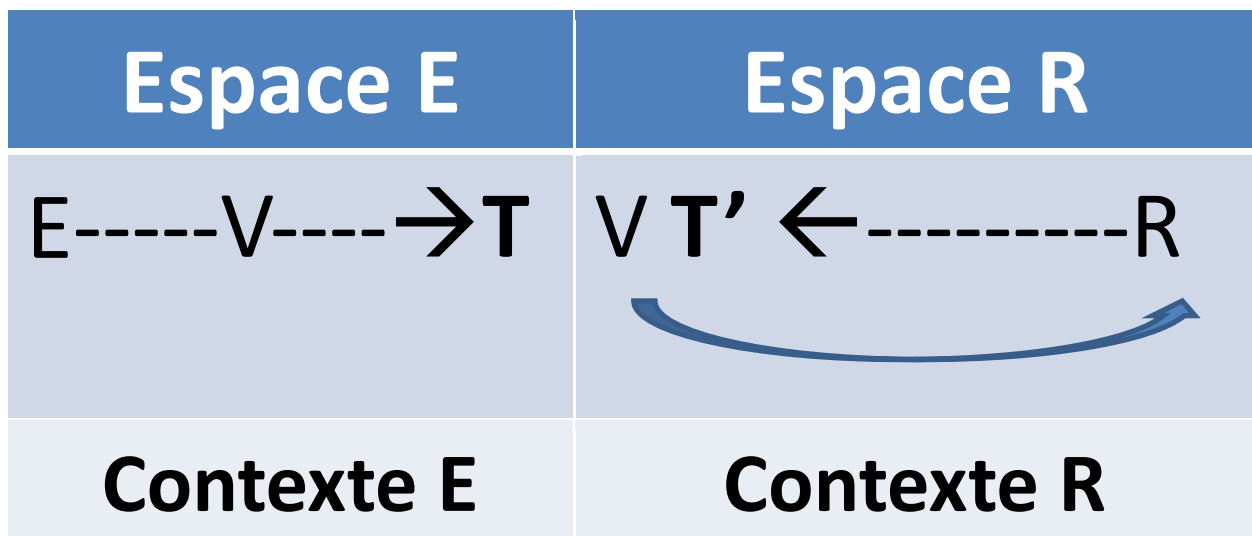 Espace E
Espace R
E-----V----→T
V T’ ←---------R
Contexte E
Contexte R